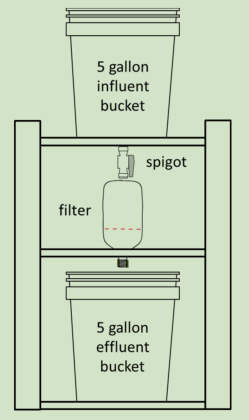 5 gallon
influent
bucket
spigot
filter
5 gallon
effluent
bucket